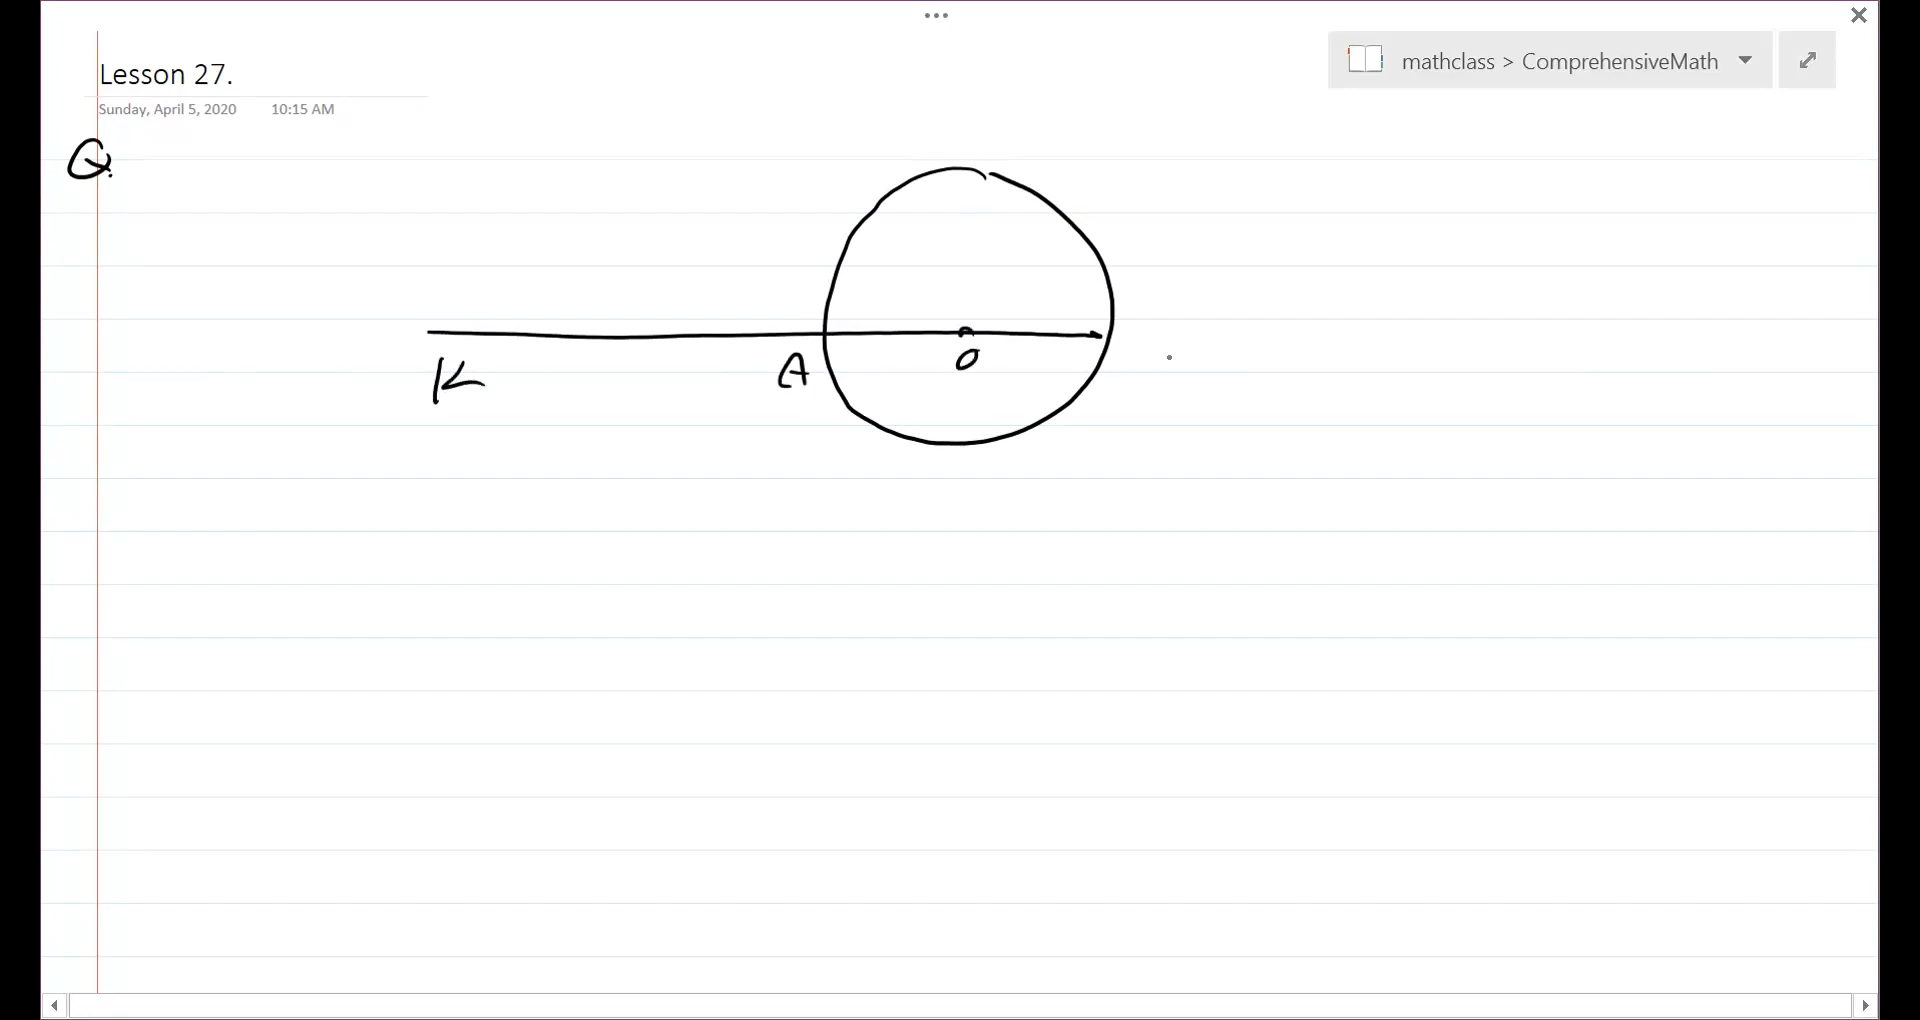 Lesson 27.
mathclass > ComprehensiveMath
Sunday, April 5, 2020 10:15 AM
Q.
K A O